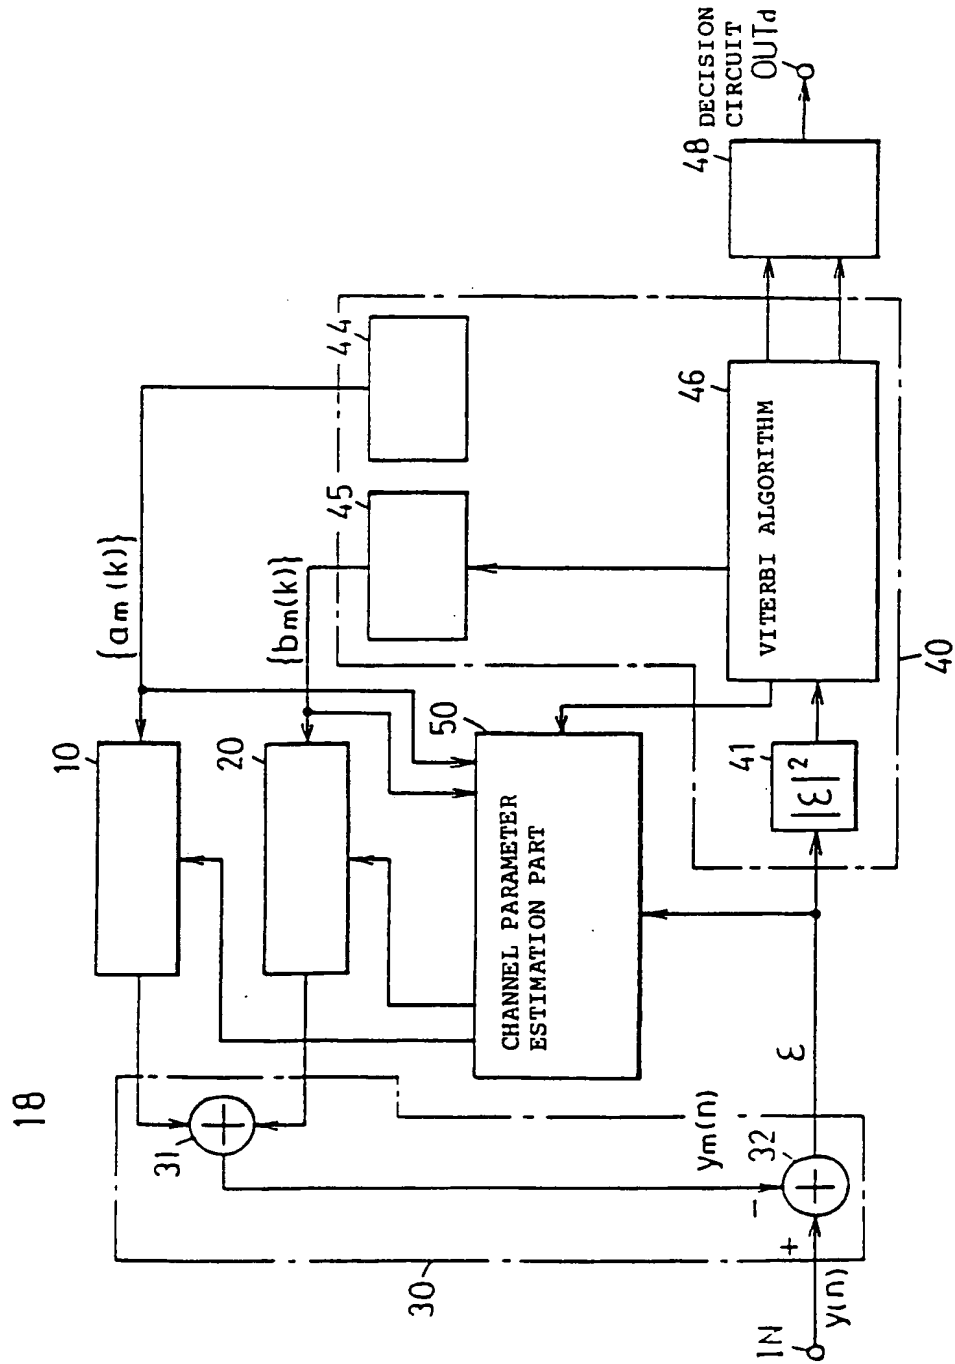 18
10
{am(k)}
20
{bm(k)}
31
30
50
CHANNEL PARAMETER
ESTIMATION PART
45
44
ym(n)
32
-
+
IN
y(n)
ε
41
|ε|²
46
VITERBI ALGORITHM
40
48
DECISION
CIRCUIT
OUTd